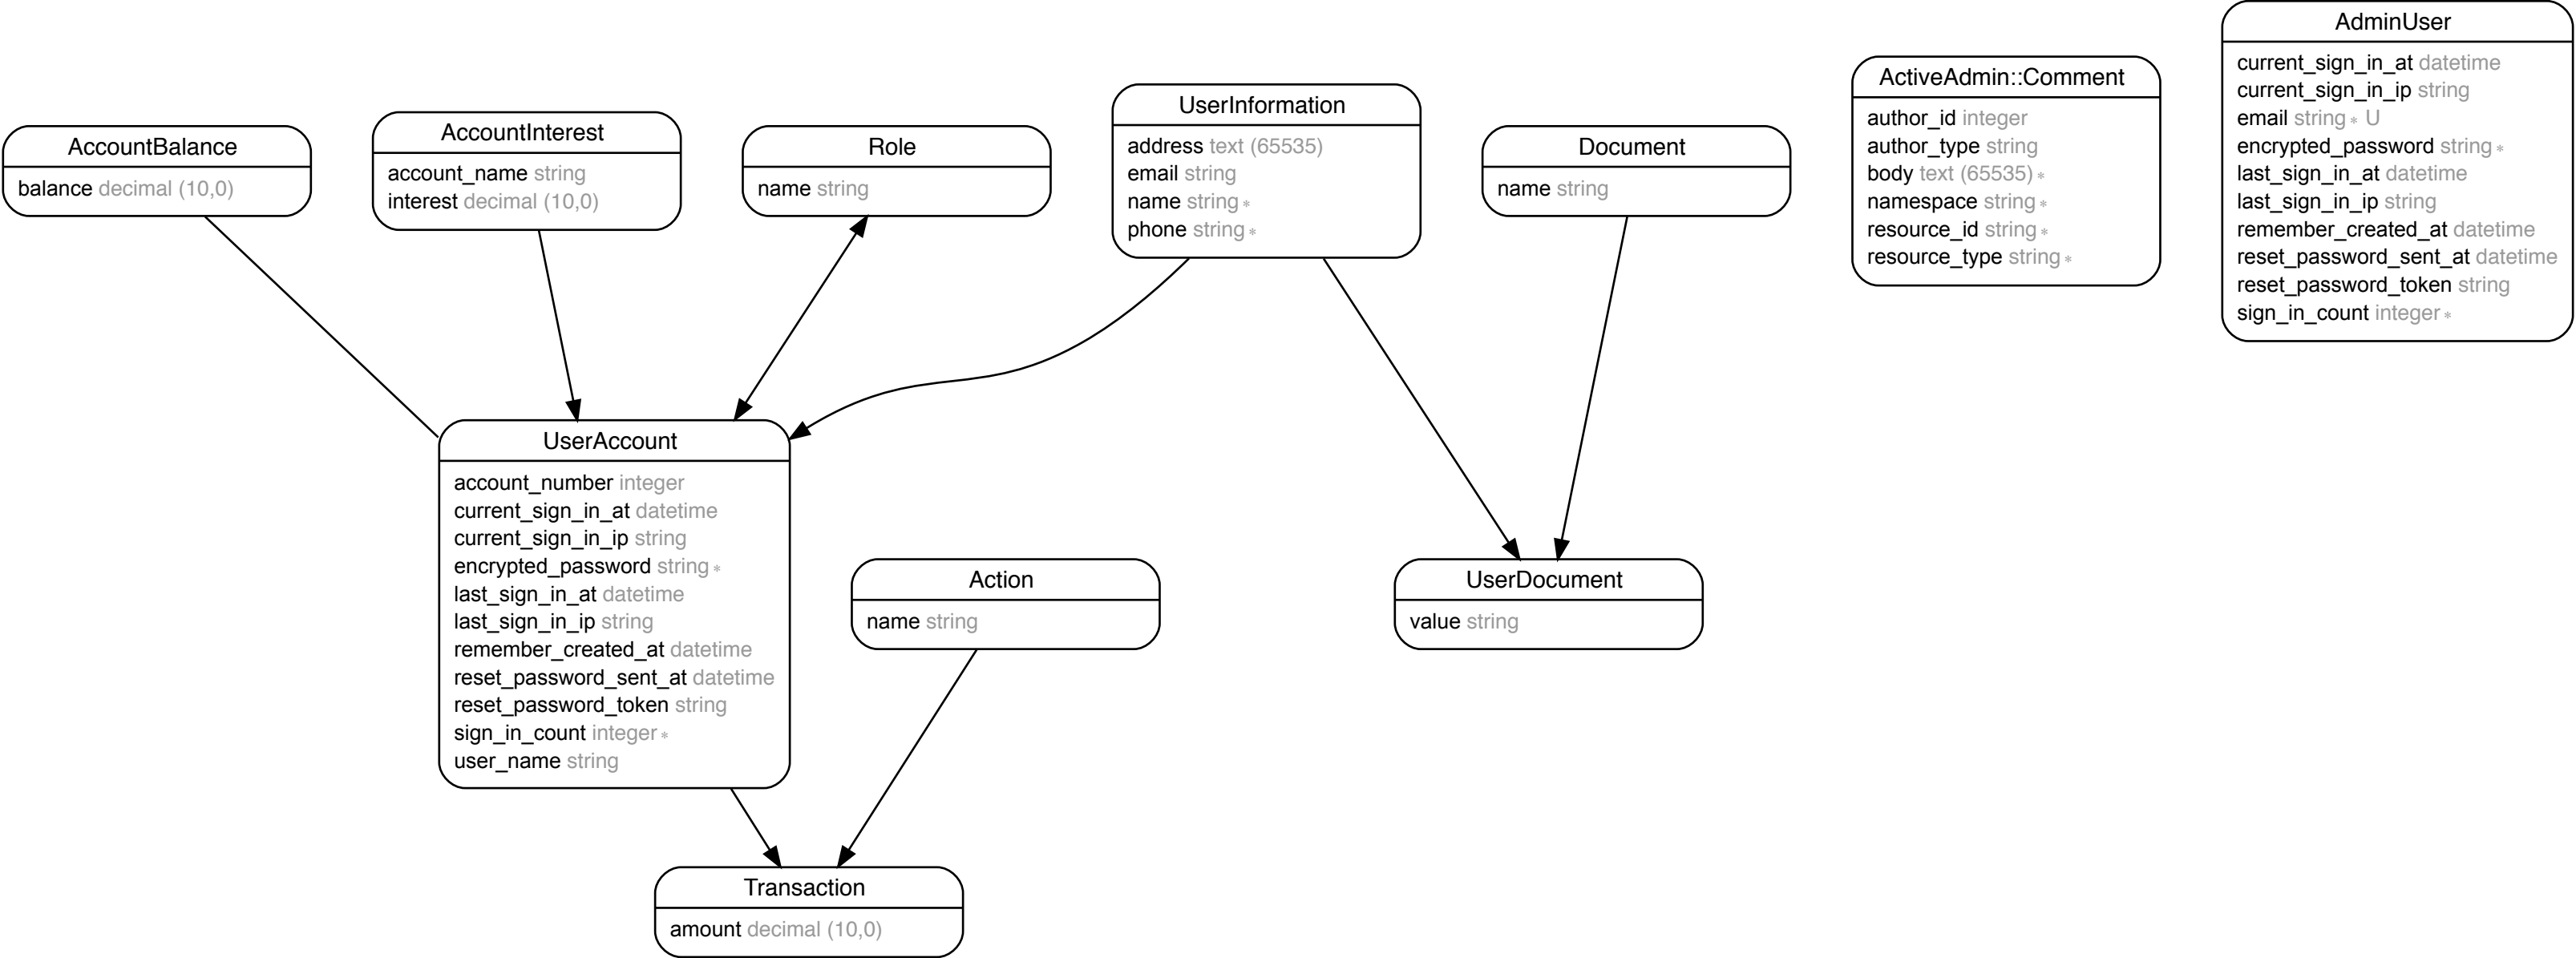 AccountBalance
balance decimal (10,0)
AccountInterest
account_name string
interest decimal (10,0)
Role
name string
UserInformation
address text (65535)
email string
name string ∗
phone string ∗
Document
name string
ActiveAdmin::Comment
author_id integer
author_type string
body text (65535) ∗
namespace string ∗
resource_id string ∗
resource_type string ∗
AdminUser
current_sign_in_at datetime
current_sign_in_ip string
email string ∗ U
encrypted_password string ∗
last_sign_in_at datetime
last_sign_in_ip string
remember_created_at datetime
reset_password_sent_at datetime
reset_password_token string
sign_in_count integer ∗
UserAccount
account_number integer
current_sign_in_at datetime
current_sign_in_ip string
encrypted_password string ∗
last_sign_in_at datetime
last_sign_in_ip string
remember_created_at datetime
reset_password_sent_at datetime
reset_password_token string
sign_in_count integer ∗
user_name string
Action
name string
UserDocument
value string
Transaction
amount decimal (10,0)